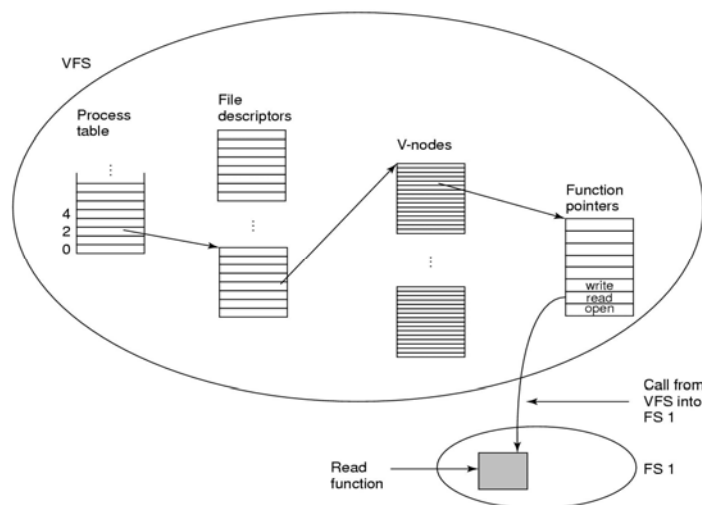 VFS
Process
table
File
descriptors
V-nodes
Function
pointers
4
2
0
write
read
open
Call from
VFS into
FS 1
Read
function
FS 1